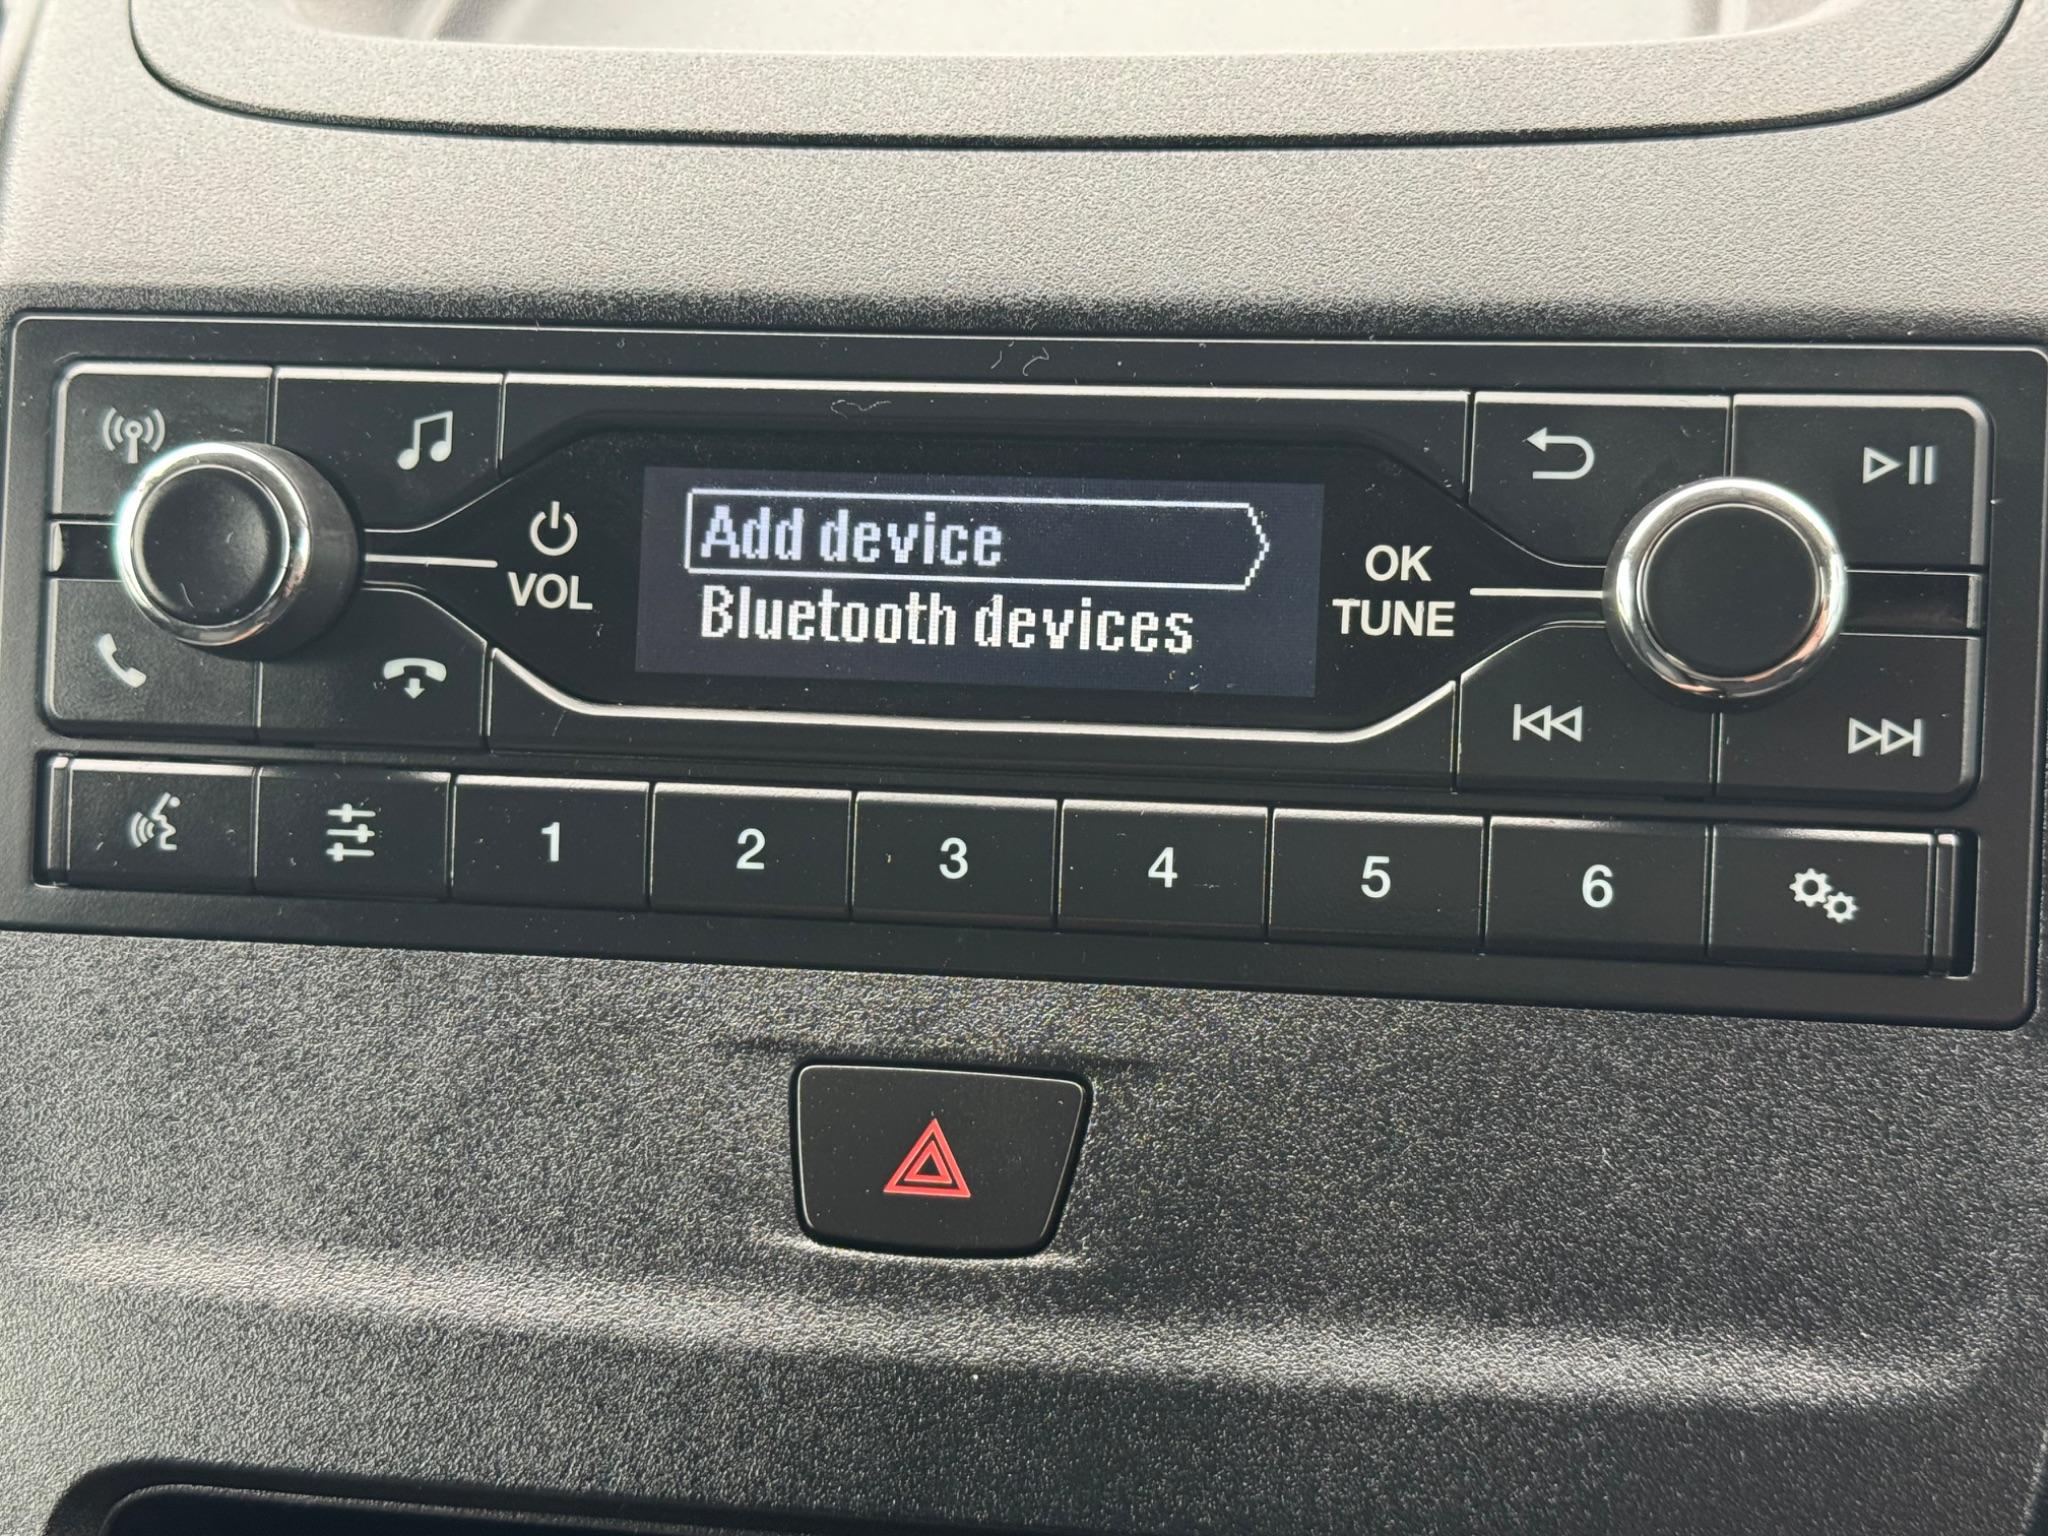 VOL
Add device
Bluetooth devices
OK
TUNE
1 2 3 4 5 6